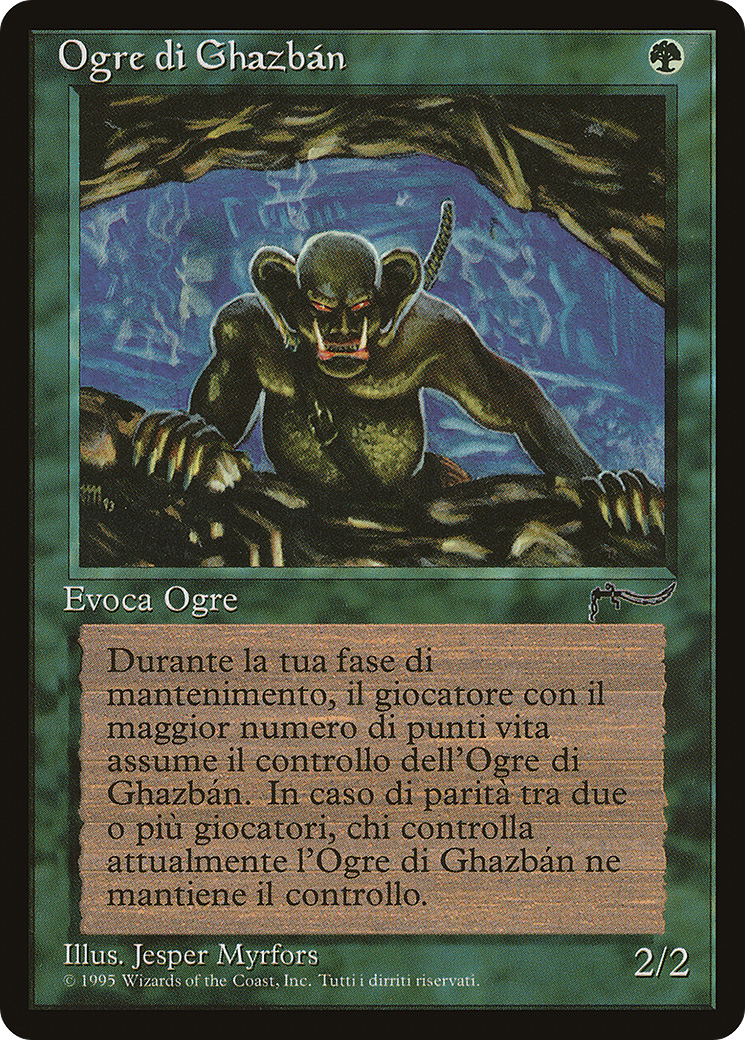 Ogre di Ghazbán
Evoca Ogre
Durante la tua fase di
mantenimento, il giocatore con il
maggior numero di punti vita
assume il controllo dell'Ogre di
Ghazbán. In caso di parità tra due
o più giocatori, chi controlla
attualmente l'Ogre di Ghazbán ne
mantiene il controllo.
Illus. Jesper Myrfors
2/2
© 1995 Wizards of the Coast, Inc. Tutti i dirriti riservati.